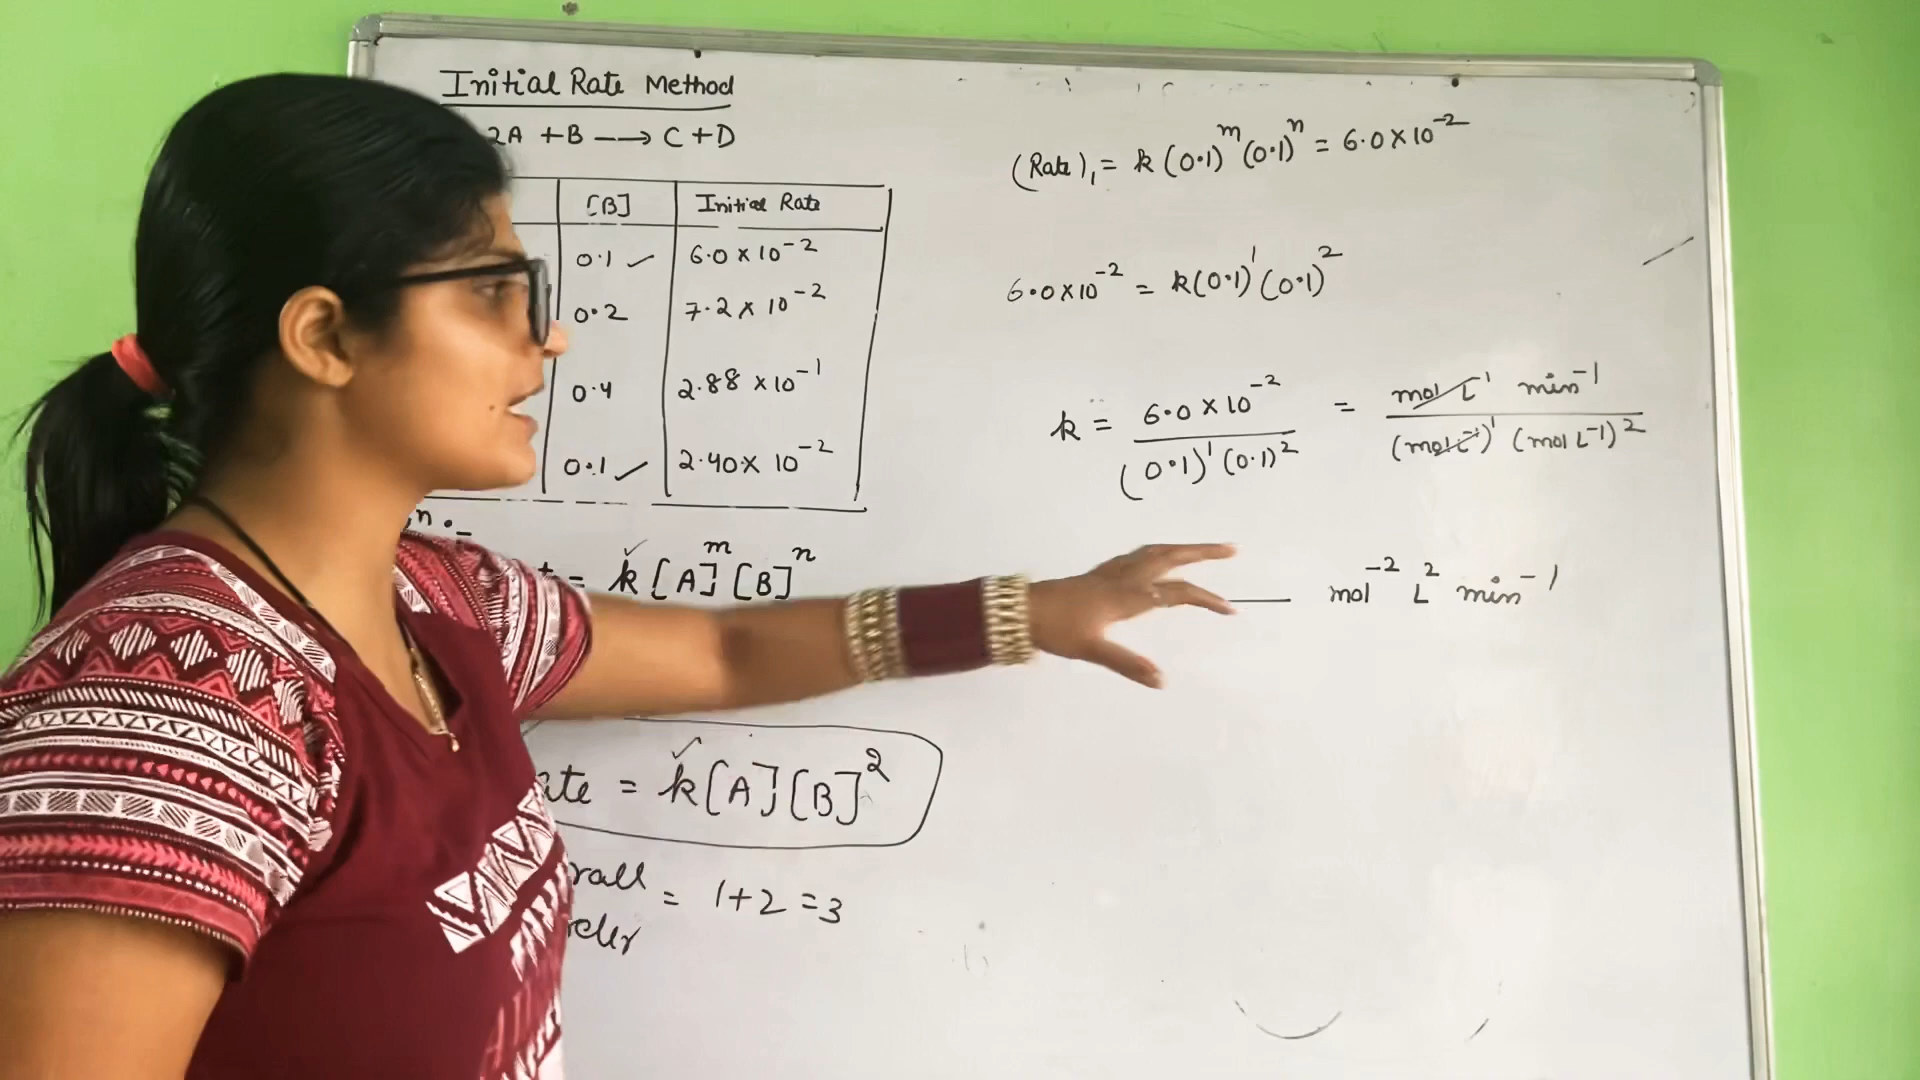 Initial Rate Method
2A + B ⟶ C + D
[B] Initial Rate
0.1 ✓ 6.0 × 10⁻²
0.2 7.2 × 10⁻²
0.4 2.88 × 10⁻¹
0.1 ✓ 2.40 × 10⁻²
n :-
= k [A]ᵐ [B]ⁿ
ate = k[A][B]²
rall
= 1+2 = 3
rder
(Rate)₁ = k (0.1)ᵐ (0.1)ⁿ = 6.0 × 10⁻²
6.0 × 10⁻² = k(0.1)¹ (0.1)²
k = 6.0 × 10⁻² / (0.1)¹ (0.1)² = mol L⁻¹ min⁻¹ / (mol L⁻¹)¹ (mol L⁻¹)²
mol⁻² L² min⁻¹